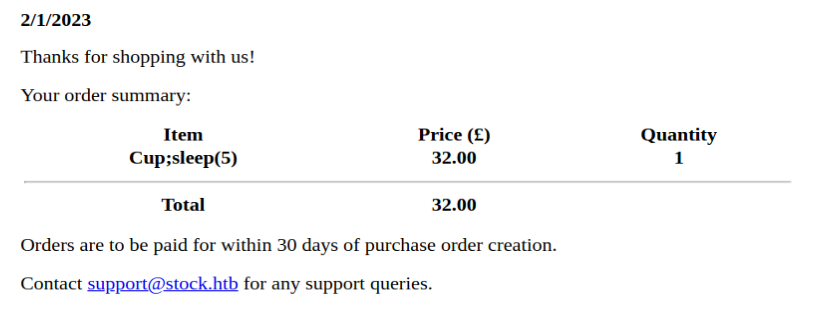 2/1/2023
Thanks for shopping with us!
Your order summary:
Item Price (£) Quantity
Cup;sleep(5) 32.00 1
Total 32.00
Orders are to be paid for within 30 days of purchase order creation.
Contact support@stock.htb for any support queries.